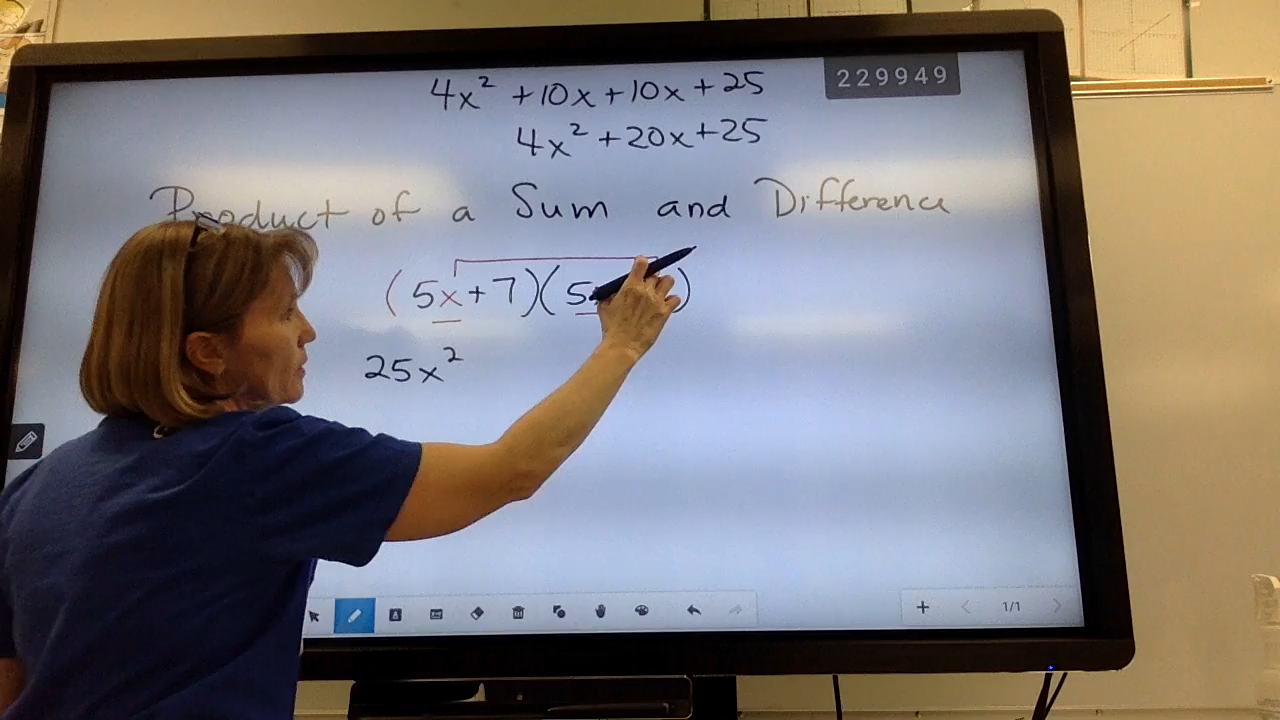 4x² +10x+10x+25
229949
4x² +20x+25
Product of a Sum and Difference
(5x+7)(5 )
25x²
1/1